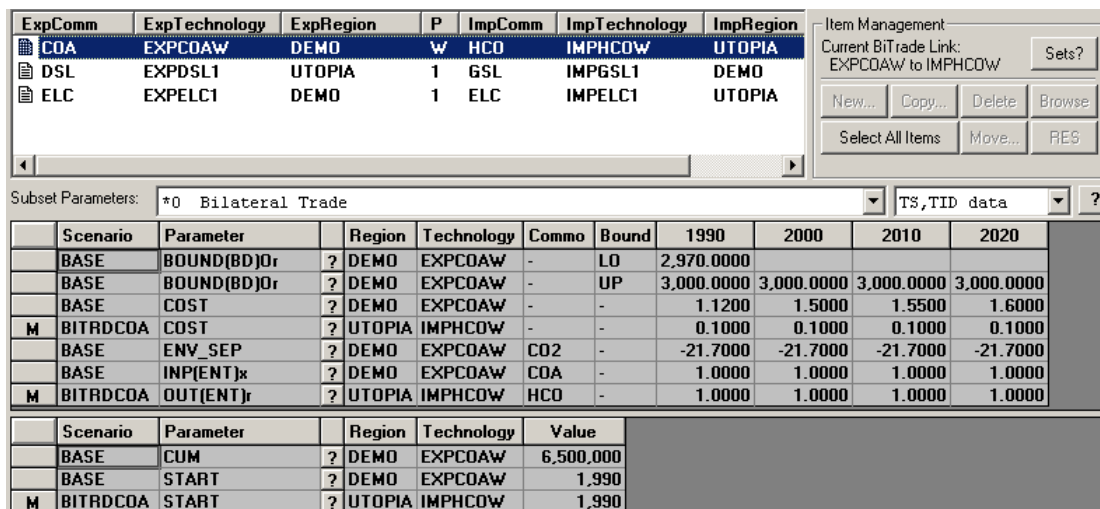 ExpComm ExpTechnology ExpRegion P ImpComm ImpTechnology ImpRegion
COA EXPCOAW DEMO W HCO IMPHCOW UTOPIA
DSL EXPDSL1 UTOPIA 1 GSL IMPGSL1 DEMO
ELC EXPELC1 DEMO 1 ELC IMPELC1 UTOPIA
Item Management
Current BiTrade Link:
EXPCOAW to IMPHCOW
Sets?
New... Copy... Delete Browse
Select All Items Move... RES
Subset Parameters: *0 Bilateral Trade TS,TID data ?
Scenario Parameter Region Technology Commo Bound 1990 2000 2010 2020
BASE BOUND(BD)Or ? DEMO EXPCOAW - LO 2,970.0000
BASE BOUND(BD)Or ? DEMO EXPCOAW - UP 3,000.0000 3,000.0000 3,000.0000 3,000.0000
BASE COST ? DEMO EXPCOAW - - 1.1200 1.5000 1.5500 1.6000
M BITRDCOA COST ? UTOPIA IMPHCOW - - 0.1000 0.1000 0.1000 0.1000
BASE ENV_SEP ? DEMO EXPCOAW CO2 - -21.7000 -21.7000 -21.7000 -21.7000
BASE INP(ENT)x ? DEMO EXPCOAW COA - 1.0000 1.0000 1.0000 1.0000
M BITRDCOA OUT(ENT)r ? UTOPIA IMPHCOW HCO - 1.0000 1.0000 1.0000 1.0000
Scenario Parameter Region Technology Value
BASE CUM ? DEMO EXPCOAW 6,500,000
BASE START ? DEMO EXPCOAW 1,990
M BITRDCOA START ? UTOPIA IMPHCOW 1,990